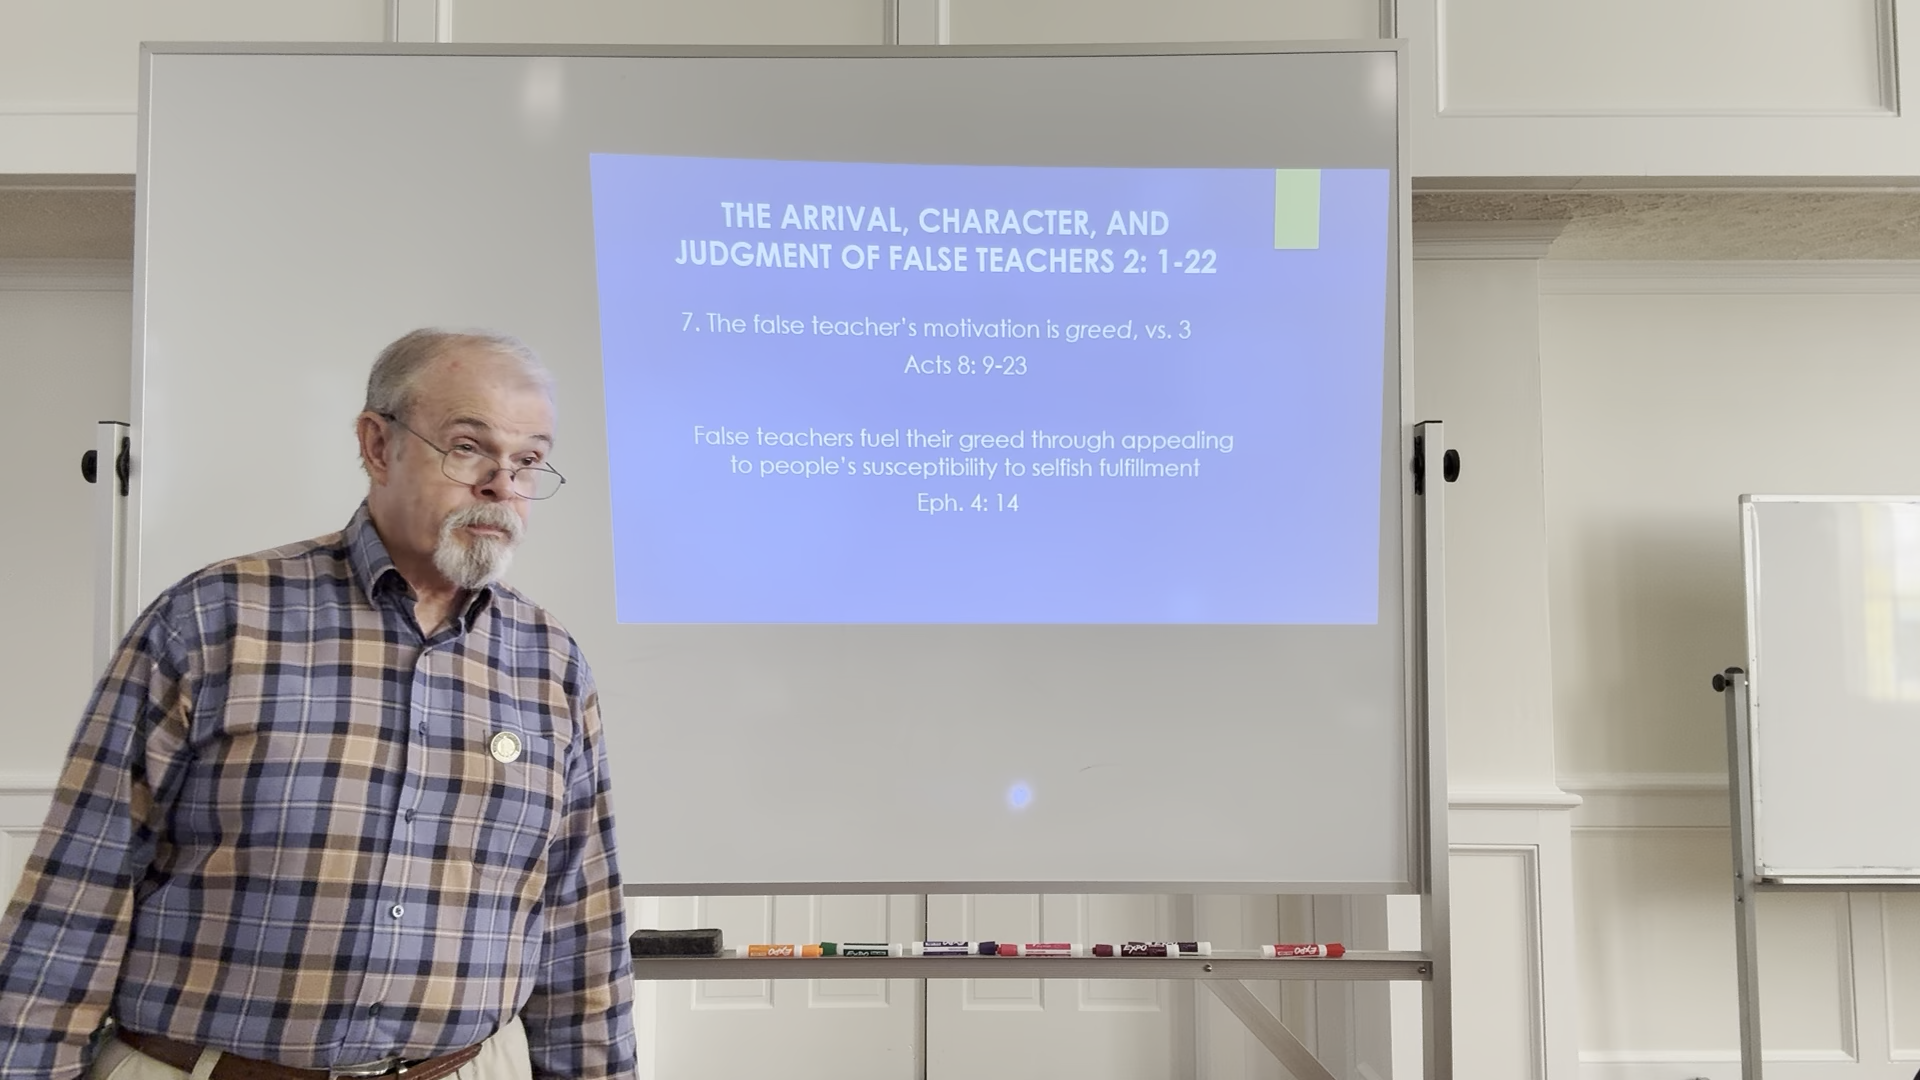 THE ARRIVAL, CHARACTER, AND
JUDGMENT OF FALSE TEACHERS 2: 1-22
7. The false teacher's motivation is greed, vs. 3
Acts 8: 9-23
False teachers fuel their greed through appealing
to people's susceptibility to selfish fulfillment
Eph. 4: 14
EXPO